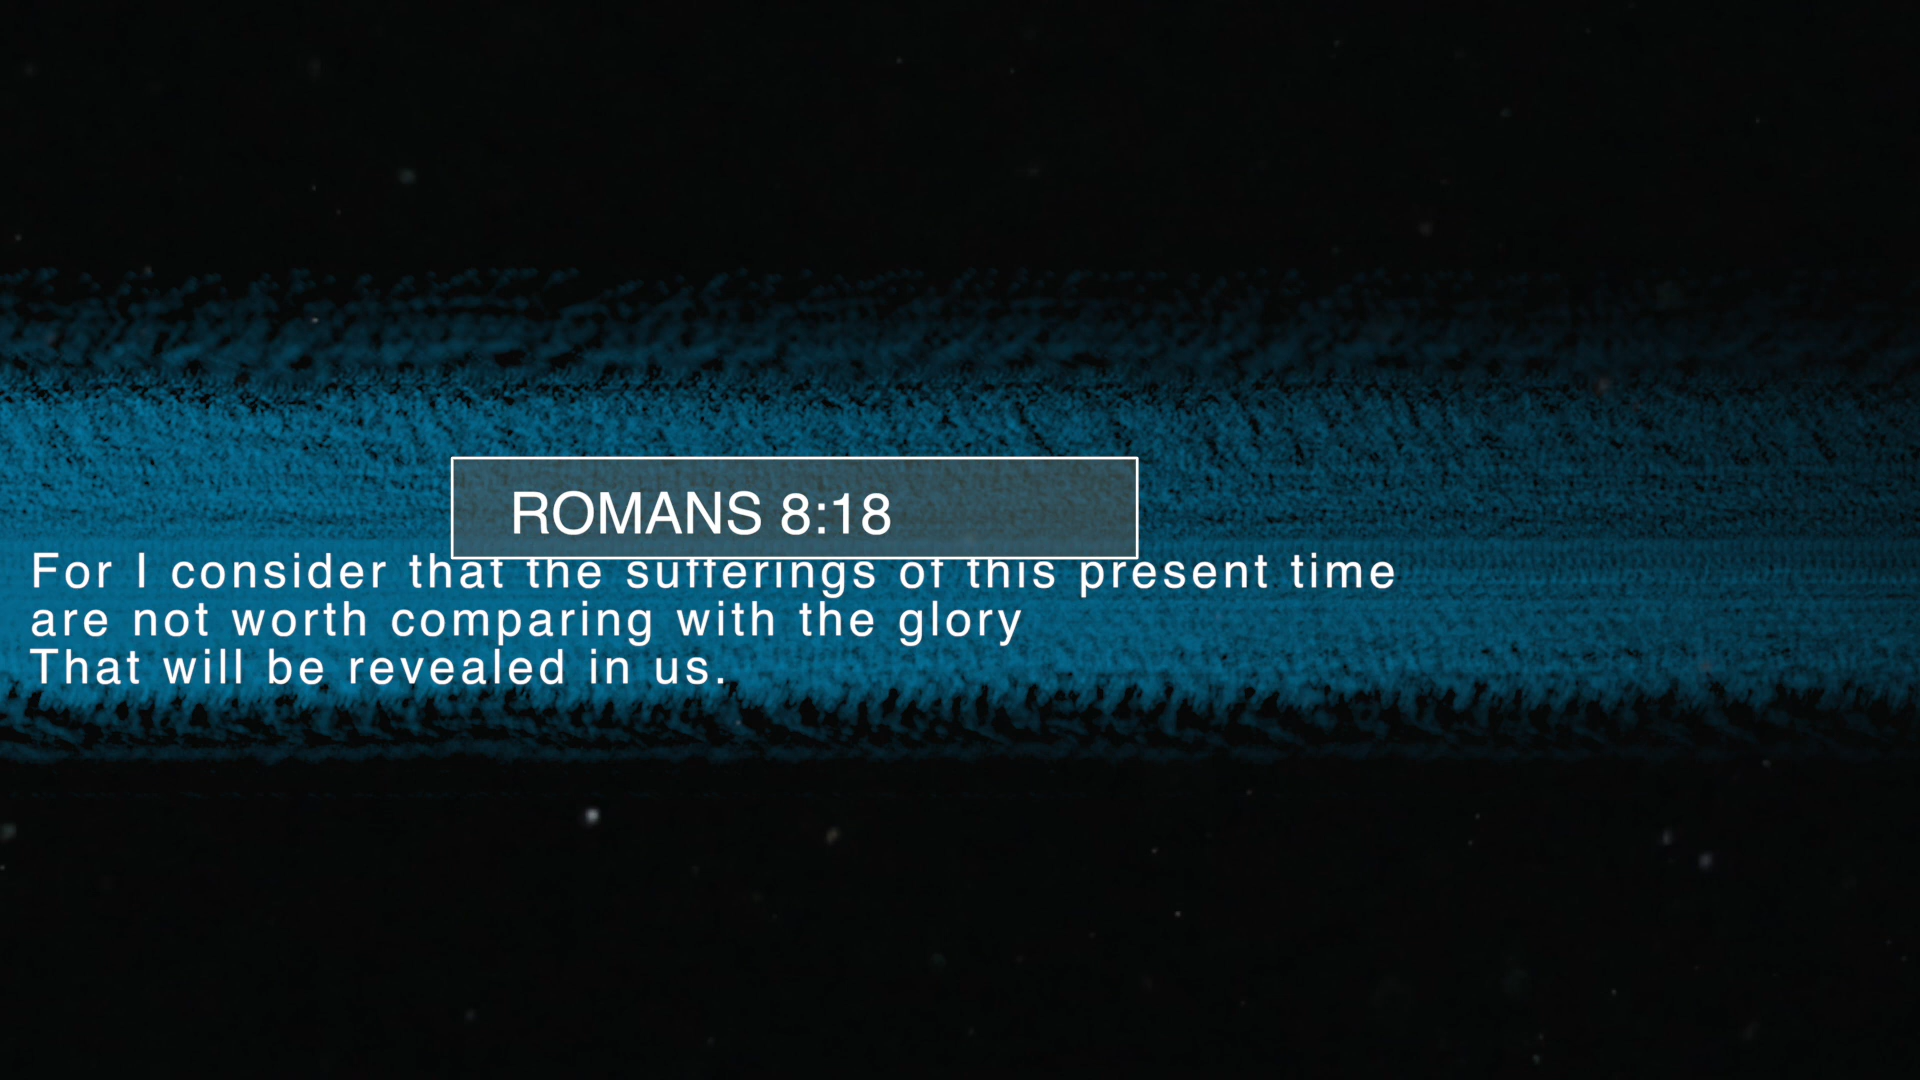 ROMANS 8:18
For I consider that the sufferings of this present time
are not worth comparing with the glory
That will be revealed in us.